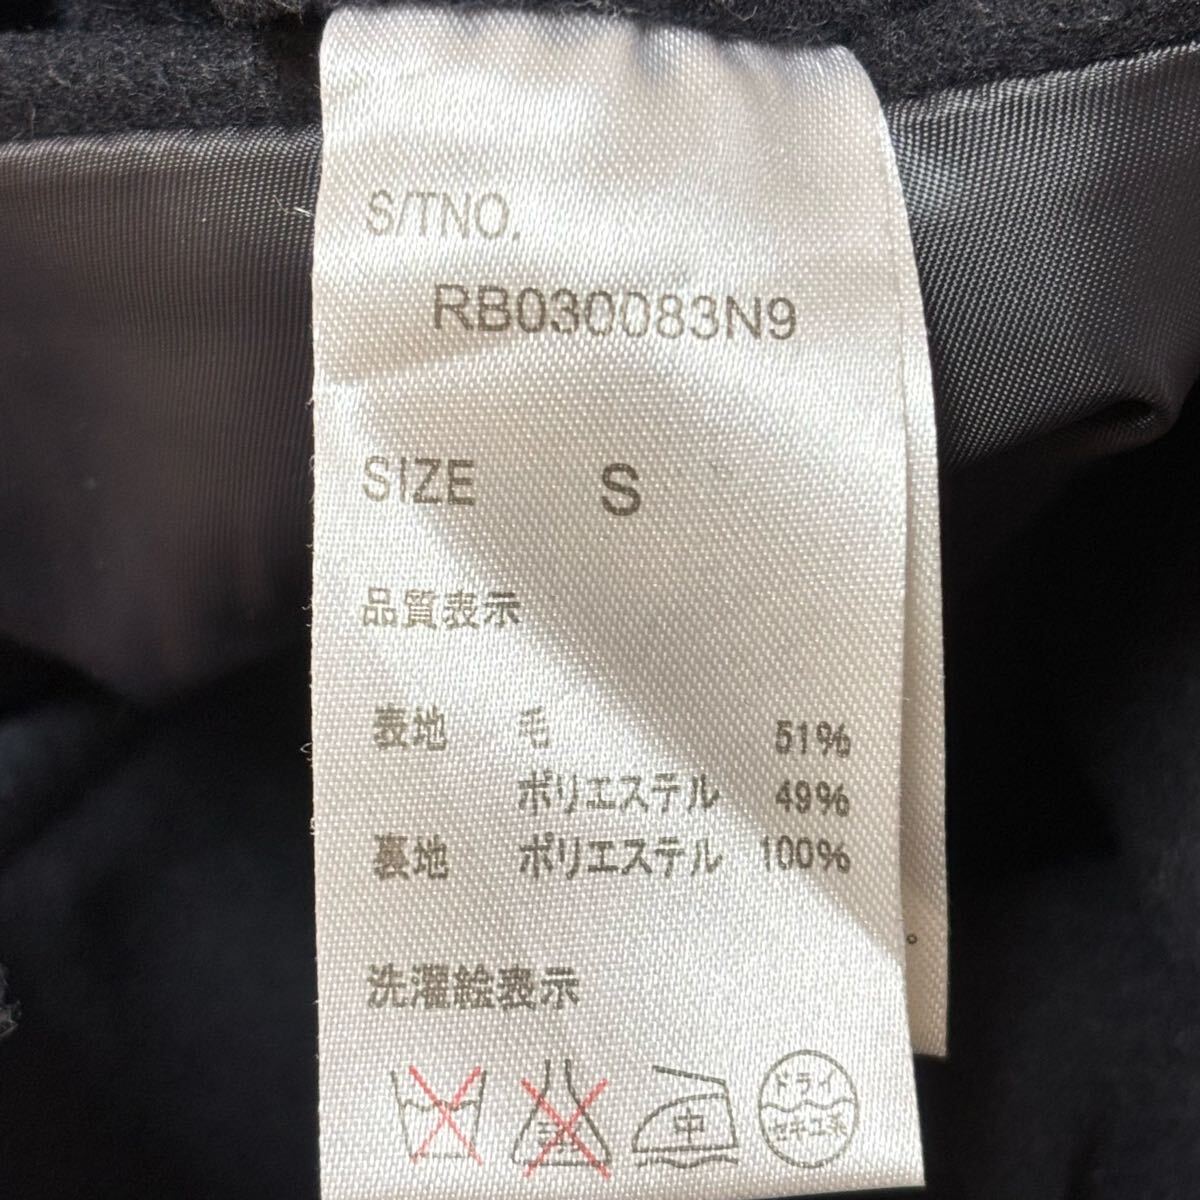 S/TNO.
RB030083N9
SIZE S
品質表示
表地 毛 51%
ポリエステル 49%
裏地 ポリエステル 100%
。
洗濯絵表示
中
ドライ
セキユ系